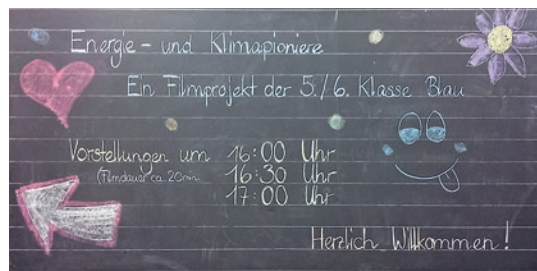 Energie- und Klimapioniere
Ein Filmprojekt der 5./6. Klasse Blau
Vorstellungen um 16:00 Uhr
(Filmdauer ca. 20min. 16:30 Uhr
17:00 Uhr
Herzlich Willkommen!